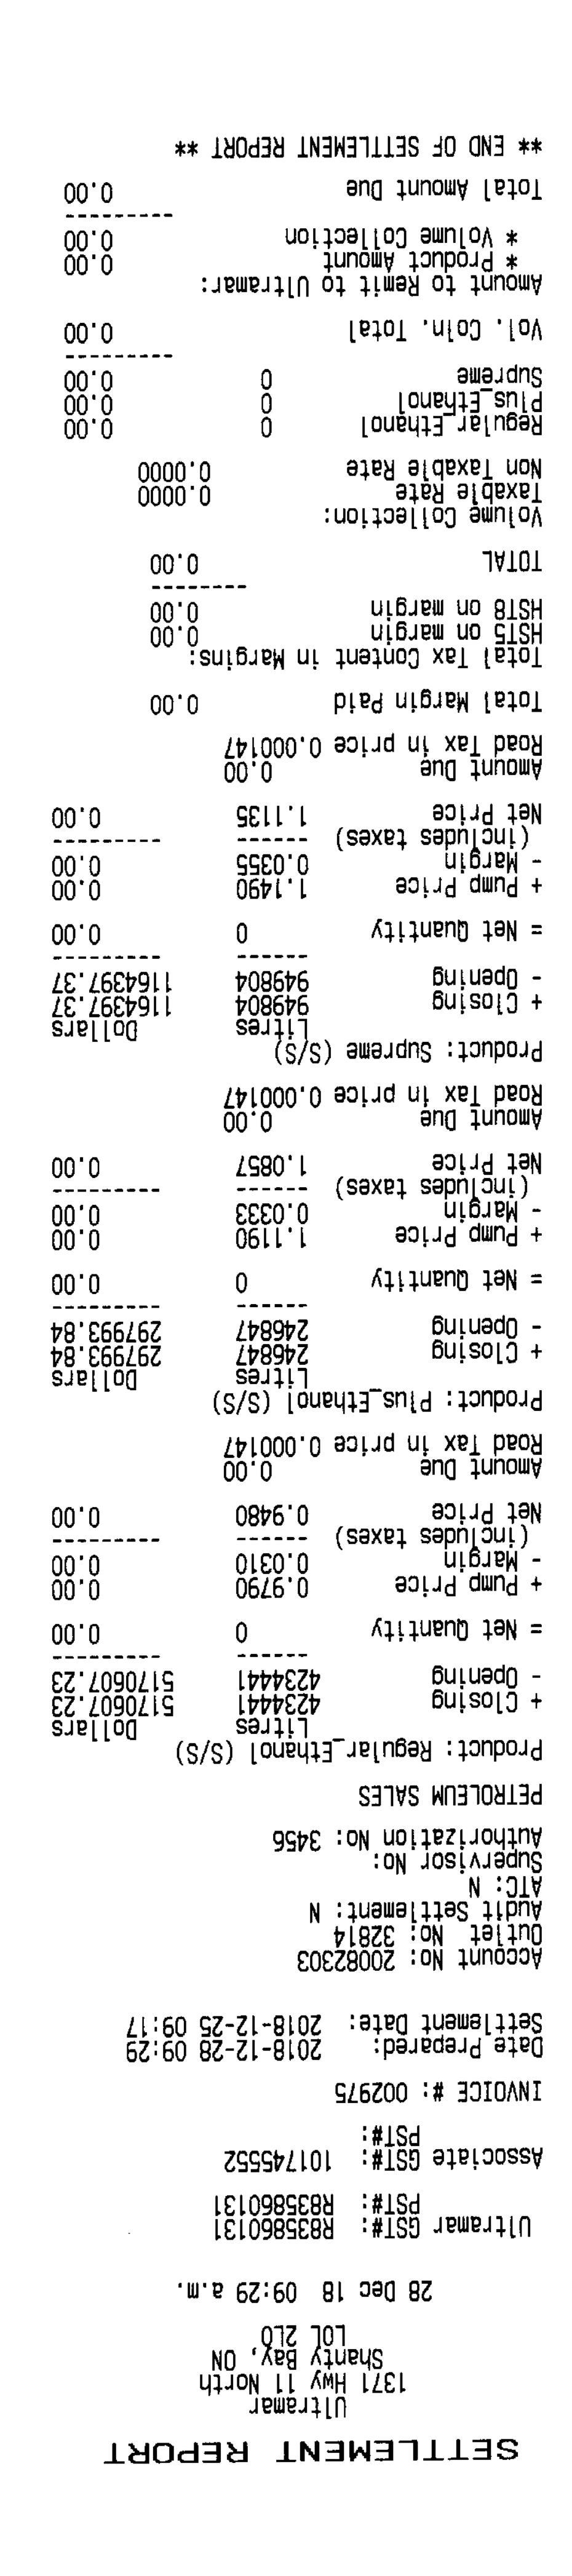 SETTLEMENT REPORT
Ultramar
1371 Hwy 11 North
Shanty Bay, ON
L0L 2L0
28 Dec 18 09:29 a.m.
Ultramar GST#: R835860131
PST#: R835860131
Associate GST#: 101745552
PST#:
INVOICE #: 002975
Date Prepared: 2018-12-28 09:29
Settlement Date: 2018-12-25 09:17
Account No: 20082303
Outlet No: 32814
Audit Settlement: N
ATC: N
Supervisor No:
Authorization No: 3456
PETROLEUM SALES
Product: Regular_Ethanol (S/S)
Litres Dollars
+ Closing 4234441 5170607.23
- Opening 4234441 5170607.23
------ ----------
= Net Quantity 0 0.00
+ Pump Price 0.9790 0.00
- Margin 0.0310 0.00
(includes taxes) ------ ----------
Net Price 0.9480 0.00
Amount Due 0.00
Road Tax in price 0.000147
Product: Plus_Ethanol (S/S)
Litres Dollars
+ Closing 246847 297993.84
- Opening 246847 297993.84
------ ----------
= Net Quantity 0 0.00
+ Pump Price 1.1190 0.00
- Margin 0.0333 0.00
(includes taxes) ------ ----------
Net Price 1.0857 0.00
Amount Due 0.00
Road Tax in price 0.000147
Product: Supreme (S/S)
Litres Dollars
+ Closing 949804 1164397.37
- Opening 949804 1164397.37
------ ----------
= Net Quantity 0 0.00
+ Pump Price 1.1490 0.00
- Margin 0.0355 0.00
(includes taxes) ------ ----------
Net Price 1.1135 0.00
Amount Due 0.00
Road Tax in price 0.000147
Total Margin Paid 0.00
Total Tax Content in Margins:
HST5 on margin 0.00
HST8 on margin 0.00
---------
TOTAL 0.00
Volume Collection:
Taxable Rate 0.0000
Non Taxable Rate 0.0000
Regular_Ethanol 0 0.00
Plus_Ethanol 0 0.00
Supreme 0 0.00
----------
Vol. Coln. Total 0.00
Amount to Remit to Ultramar:
* Product Amount 0.00
* Volume Collection 0.00
----------
Total Amount Due 0.00
** END OF SETTLEMENT REPORT **